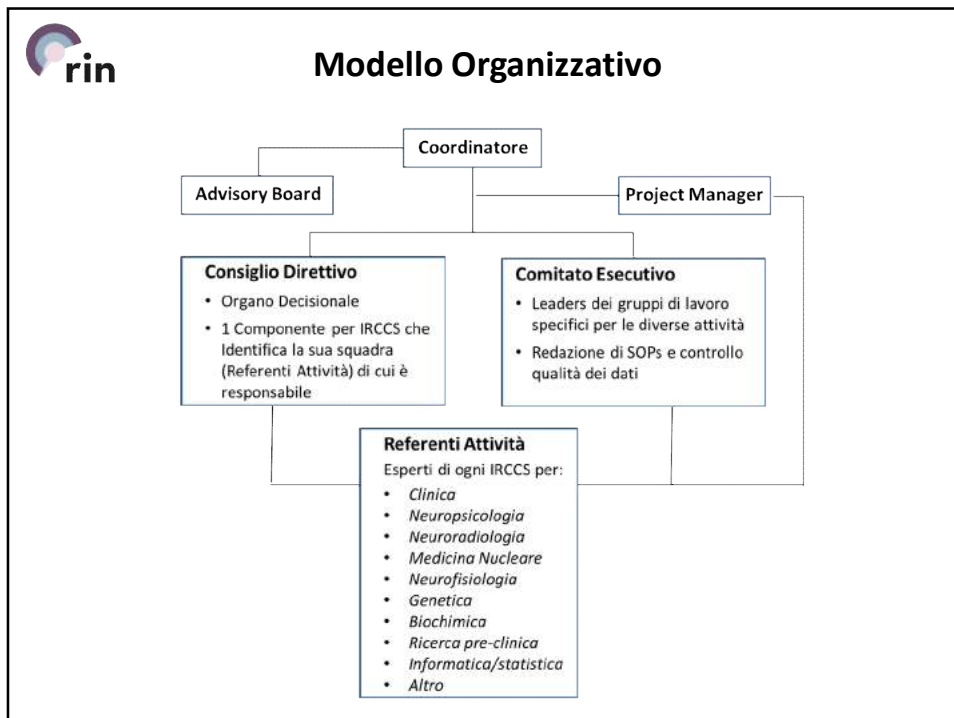 rin
Modello Organizzativo
Coordinatore
Advisory Board
Project Manager
Consiglio Direttivo
• Organo Decisionale
• 1 Componente per IRCCS che
Identifica la sua squadra
(Referenti Attività) di cui è
responsabile
Comitato Esecutivo
• Leaders dei gruppi di lavoro
specifici per le diverse attività
• Redazione di SOPs e controllo
qualità dei dati
Referenti Attività
Esperti di ogni IRCCS per:
• Clinica
• Neuropsicologia
• Neuroradiologia
• Medicina Nucleare
• Neurofisiologia
• Genetica
• Biochimica
• Ricerca pre-clinica
• Informatica/statistica
• Altro